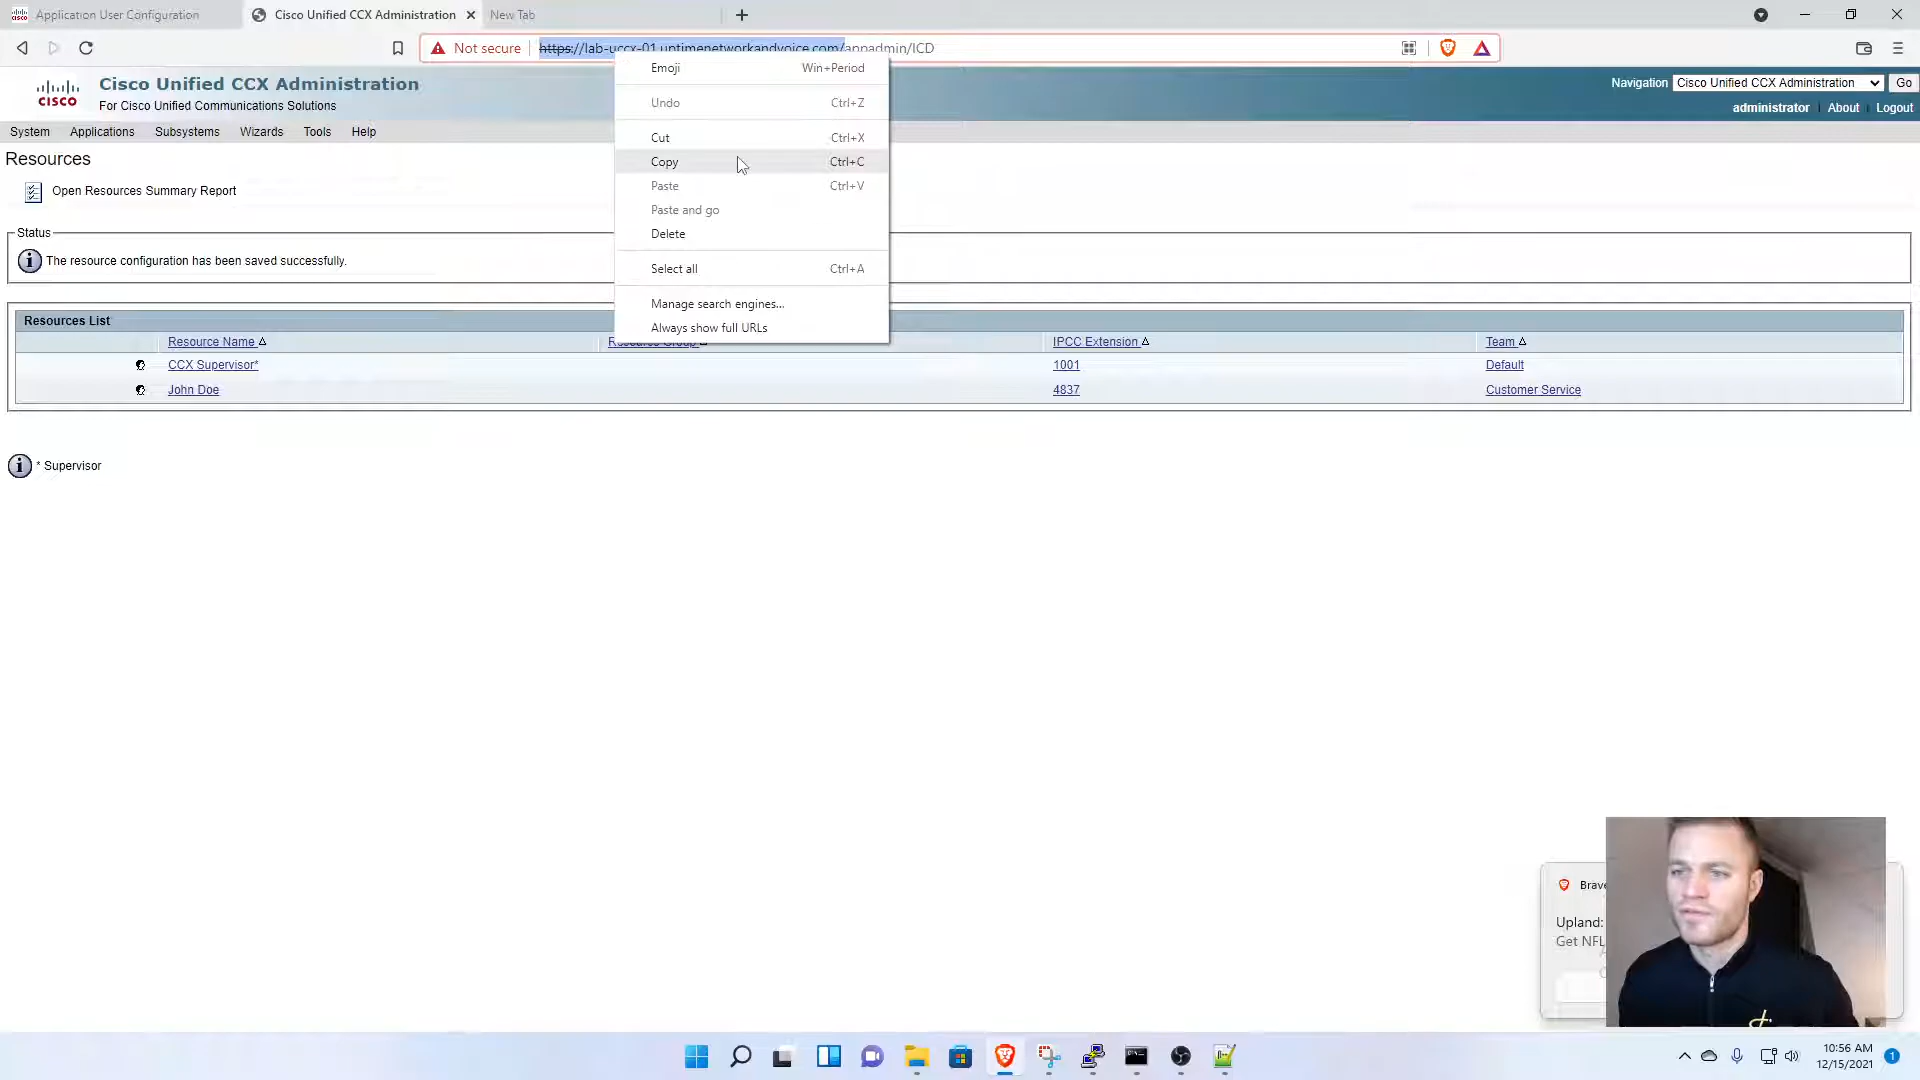 Application User Configuration
Cisco Unified CCX Administration
New Tab
Not secure
https://lab-uccx-01.uptimenetworkandvoice.com/appadmin/ICD
CISCO
Cisco Unified CCX Administration
For Cisco Unified Communications Solutions
Navigation
Cisco Unified CCX Administration
Go
administrator
About
Logout
System
Applications
Subsystems
Wizards
Tools
Help
Emoji Win+Period
Undo Ctrl+Z
Cut Ctrl+X
Copy Ctrl+C
Paste Ctrl+V
Paste and go
Delete
Select all Ctrl+A
Manage search engines...
Always show full URLs
Resources
Open Resources Summary Report
Status
The resource configuration has been saved successfully.
Resources List
Resource Name Resource Group IPCC Extension Team
CCX Supervisor* 1001 Default
John Doe 4837 Customer Service
* Supervisor
Brave
Upland:
Get NFL
10:56 AM
12/15/2021
1